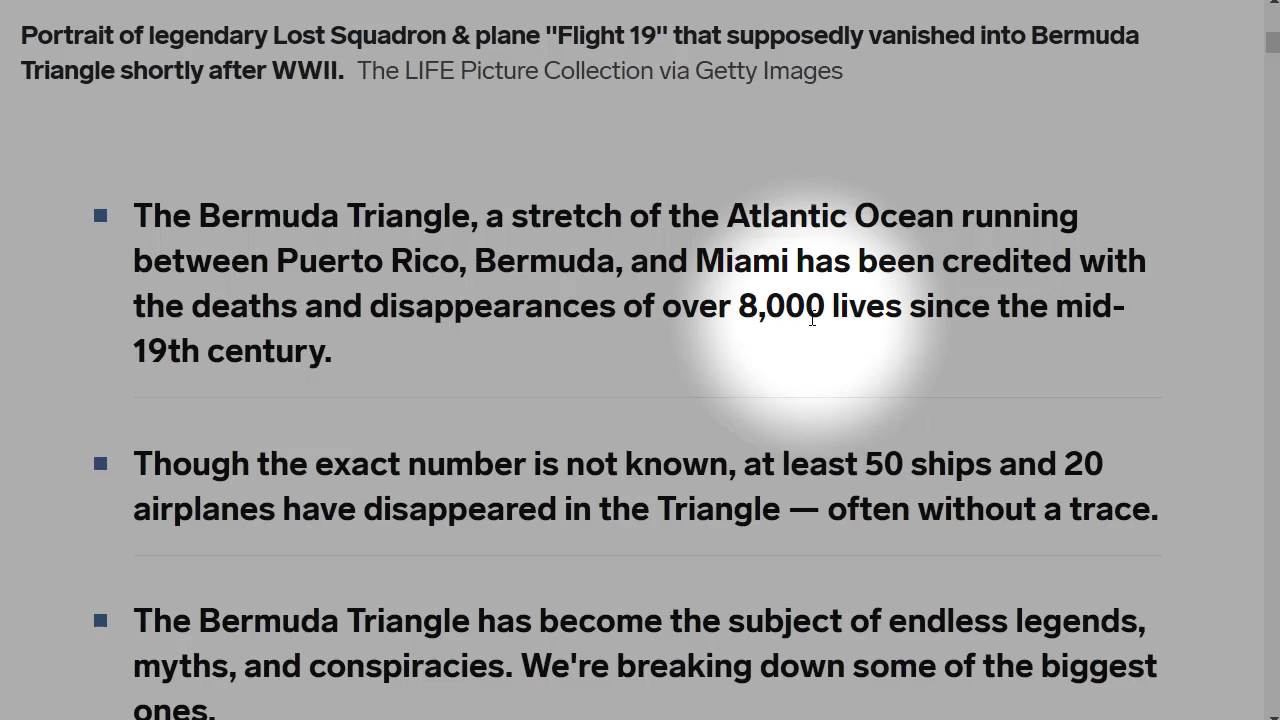 Portrait of legendary Lost Squadron & plane "Flight 19" that supposedly vanished into Bermuda
Triangle shortly after WWII. The LIFE Picture Collection via Getty Images
The Bermuda Triangle, a stretch of the Atlantic Ocean running
between Puerto Rico, Bermuda, and Miami has been credited with
the deaths and disappearances of over 8,000 lives since the mid-
19th century.
Though the exact number is not known, at least 50 ships and 20
airplanes have disappeared in the Triangle — often without a trace.
The Bermuda Triangle has become the subject of endless legends,
myths, and conspiracies. We're breaking down some of the biggest
ones.